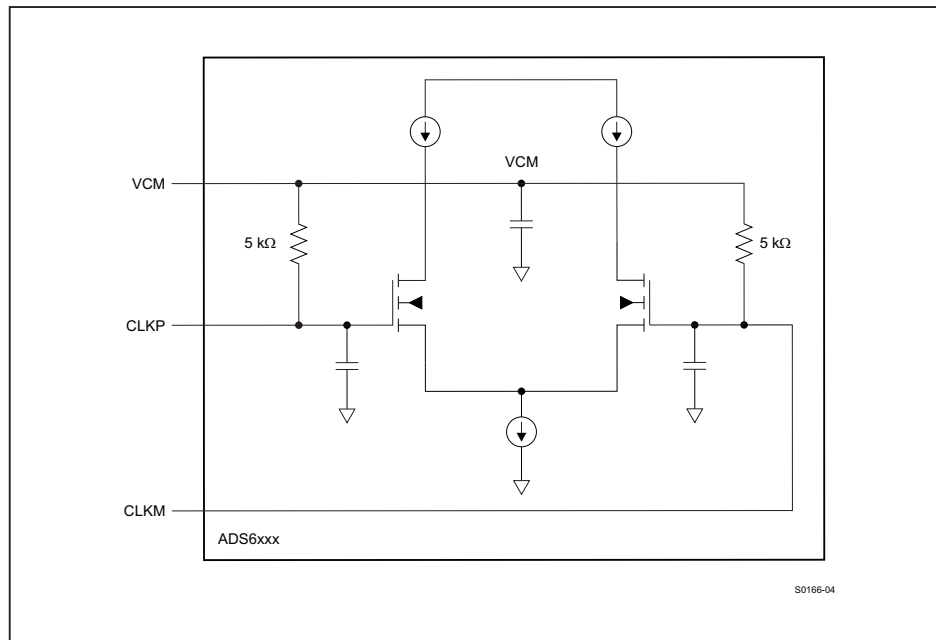 VCM
VCM
5 kΩ
5 kΩ
CLKP
CLKM
ADS6xxx
S0166-04